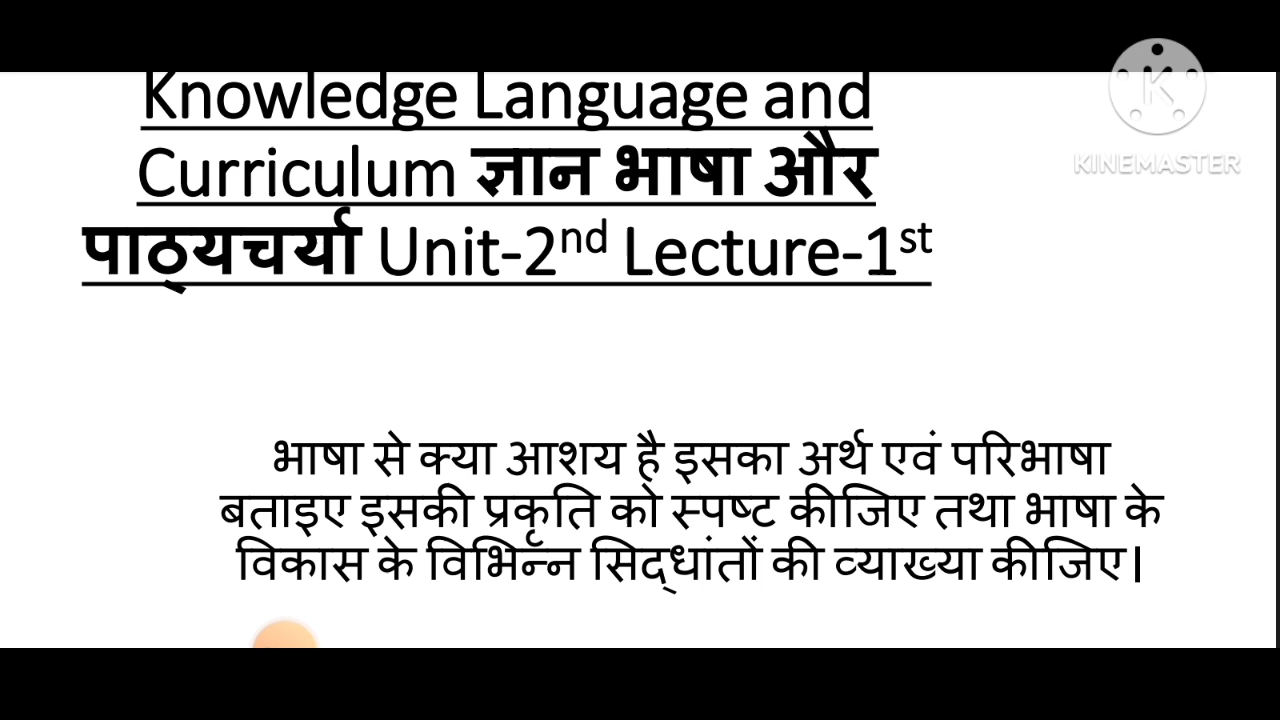 Knowledge Language and
Curriculum ज्ञान भाषा और
पाठ्यचर्या Unit-2nd Lecture-1st
भाषा से क्या आशय है इसका अर्थ एवं परिभाषा
बताइए इसकी प्रकृति को स्पष्ट कीजिए तथा भाषा के
विकास के विभिन्न सिद्धांतों की व्याख्या कीजिए।
K
KINEMASTER